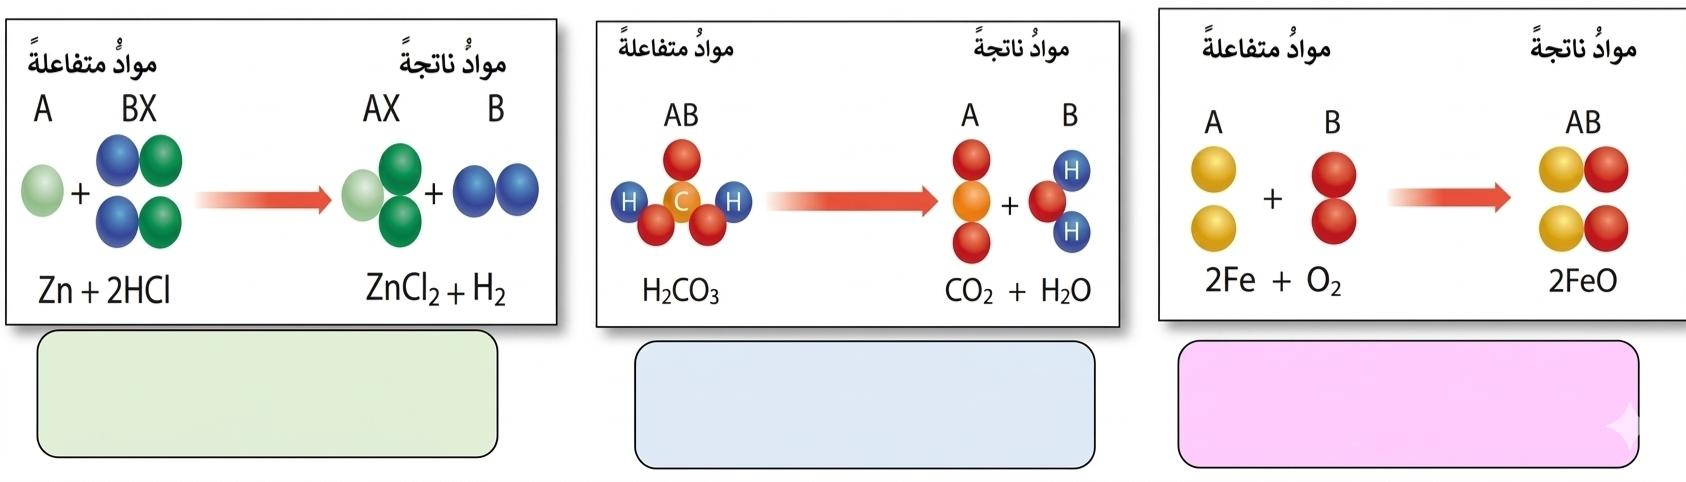 موادُّ متفاعلةً
موادُّ ناتجةً
A
BX
AX
B
+
+
Zn + 2HCl
ZnCl₂ + H₂
موادُ متفاعلةً
موادُ ناتجةً
AB
A
B
H
C
H
H
+
H
H₂CO₃
CO₂ + H₂O
موادُ متفاعلةً
موادُ ناتجةً
A
B
AB
+
2Fe + O₂
2FeO